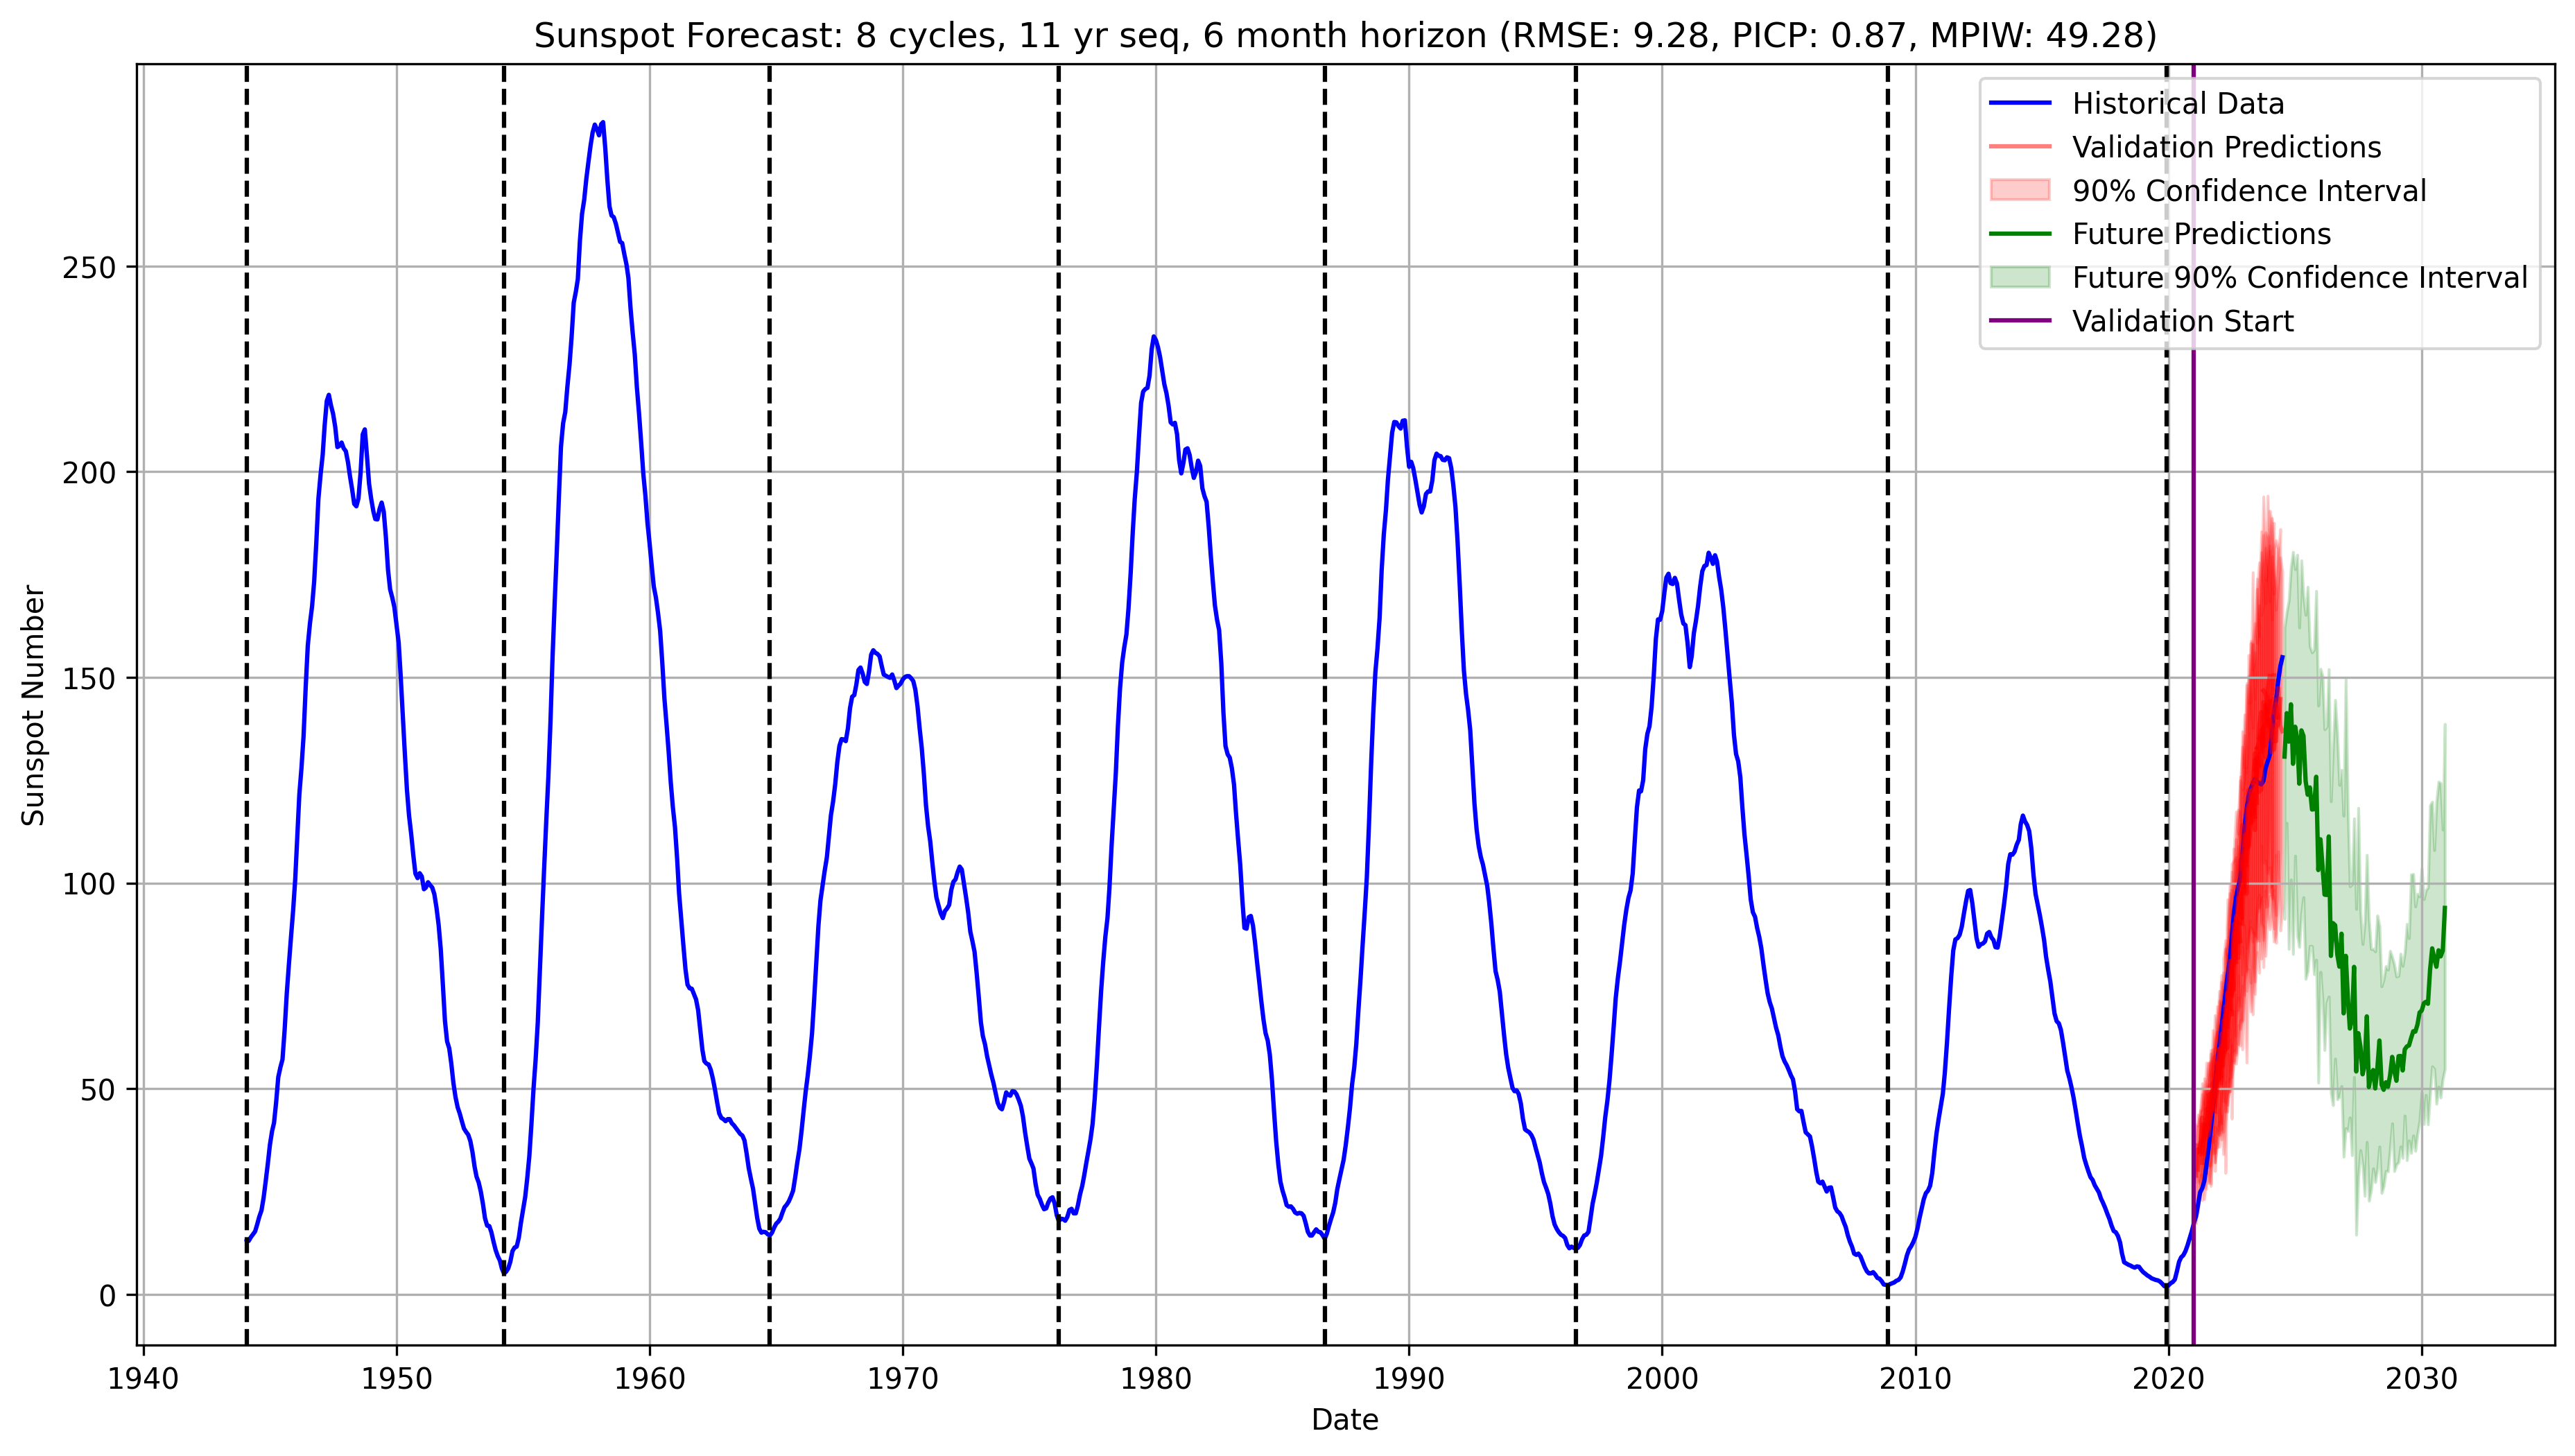 Sunspot Forecast: 8 cycles, 11 yr seq, 6 month horizon (RMSE: 9.28, PICP: 0.87, MPIW: 49.28)
Historical Data
Validation Predictions
90% Confidence Interval
Future Predictions
Future 90% Confidence Interval
Validation Start
Sunspot Number
250
200
150
100
50
0
1940 1950 1960 1970 1980 1990 2000 2010 2020 2030
Date